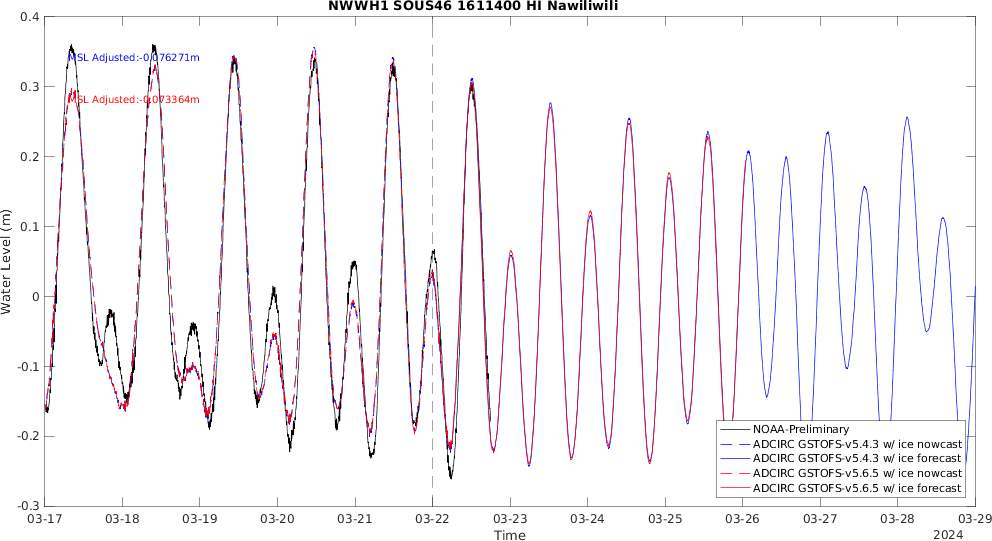 NWWH1 SOUS46 1611400 HI Nawiliwili
0.4
0.3
0.2
0.1
0
-0.1
-0.2
-0.3
Water Level (m)
MSL Adjusted:-0.076271m
MSL Adjusted:-0.073364m
NOAA-Preliminary
ADCIRC GSTOFS-v5.4.3 w/ ice nowcast
ADCIRC GSTOFS-v5.4.3 w/ ice forecast
ADCIRC GSTOFS-v5.6.5 w/ ice nowcast
ADCIRC GSTOFS-v5.6.5 w/ ice forecast
03-17 03-18 03-19 03-20 03-21 03-22 03-23 03-24 03-25 03-26 03-27 03-28 03-29
Time
2024